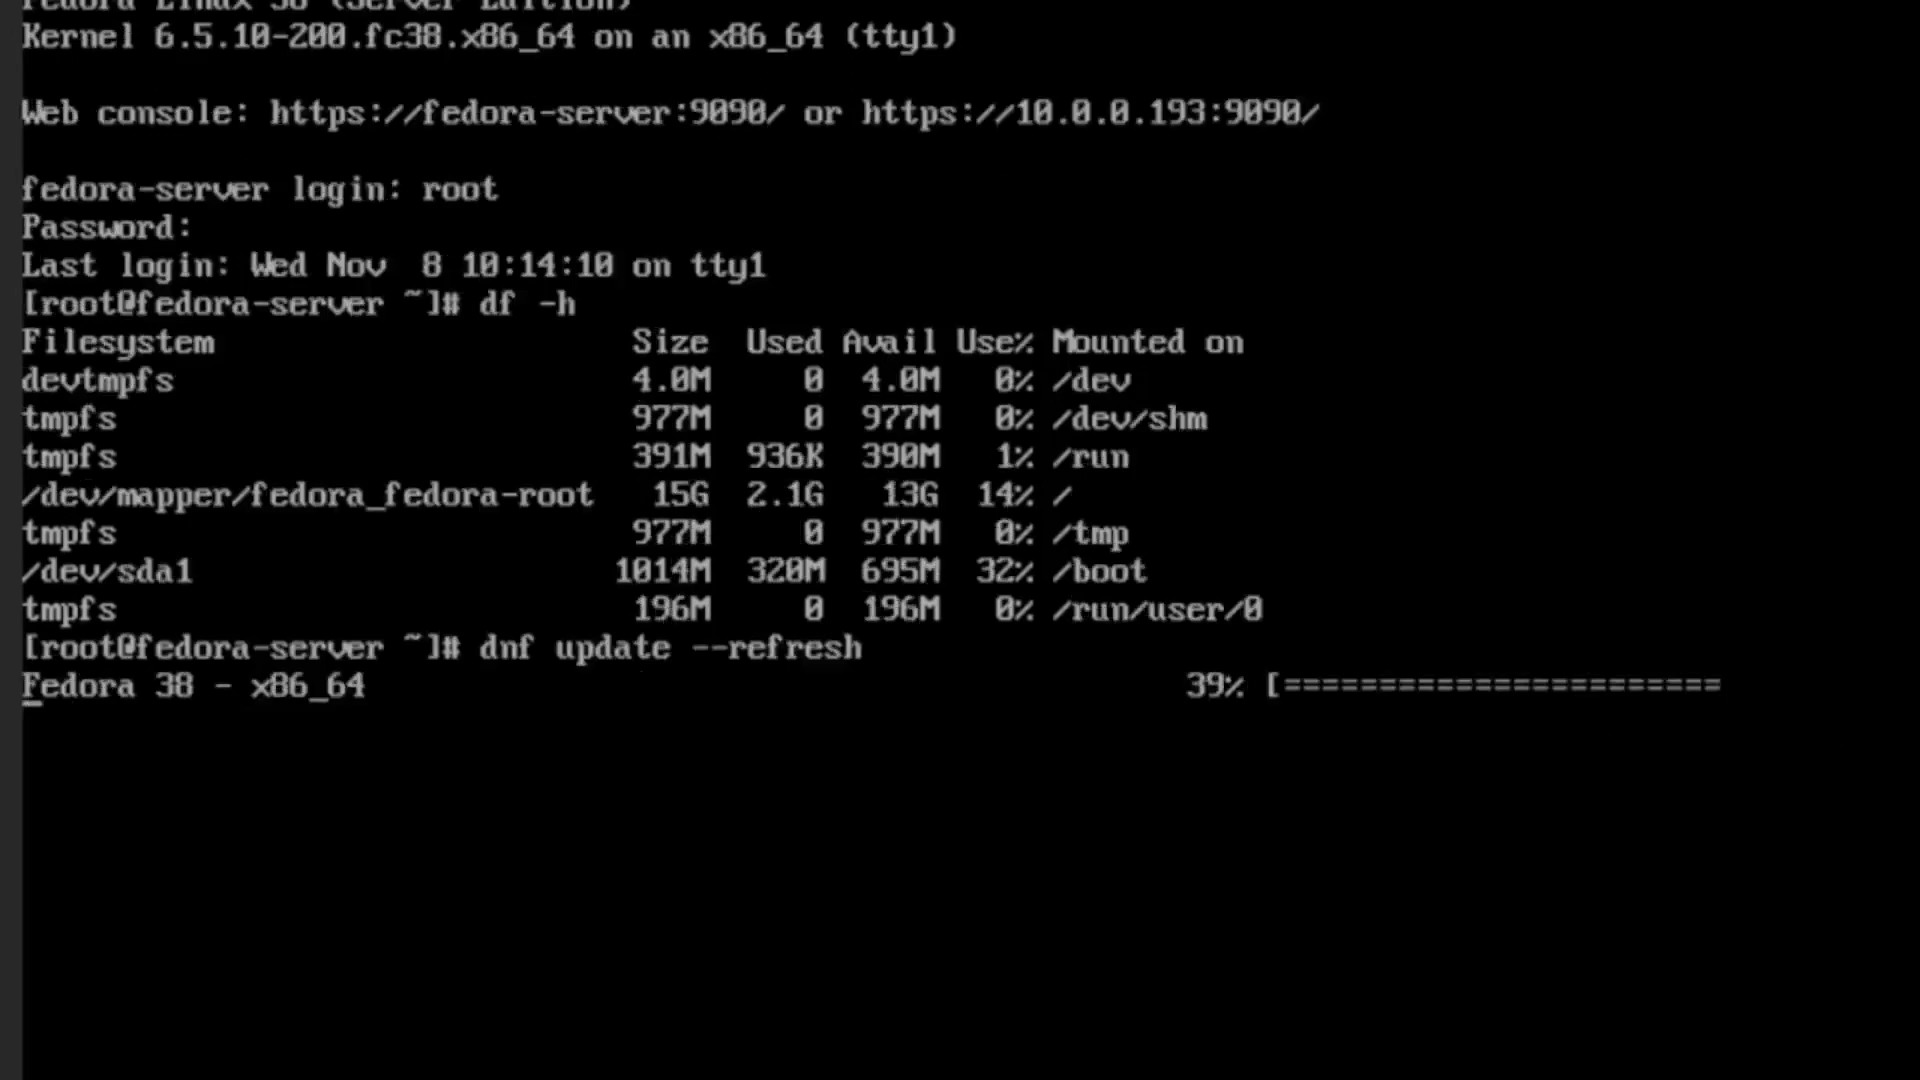 Fedora Linux 38 (Server Edition)
Kernel 6.5.10-200.fc38.x86_64 on an x86_64 (tty1)
Web console: https://fedora-server:9090/ or https://10.0.0.193:9090/
fedora-server login: root
Password:
Last login: Wed Nov  8 10:14:10 on tty1
[root@fedora-server ~]# df -h
Filesystem                      Size  Used Avail Use% Mounted on
devtmpfs                        4.0M     0  4.0M   0% /dev
tmpfs                           977M     0  977M   0% /dev/shm
tmpfs                           391M  936K  390M   1% /run
/dev/mapper/fedora_fedora-root   15G  2.1G   13G  14% /
tmpfs                           977M     0  977M   0% /tmp
/dev/sda1                      1014M  320M  695M  32% /boot
tmpfs                           196M     0  196M   0% /run/user/0
[root@fedora-server ~]# dnf update --refresh
Fedora 38 - x86_64                                           39% [=======================